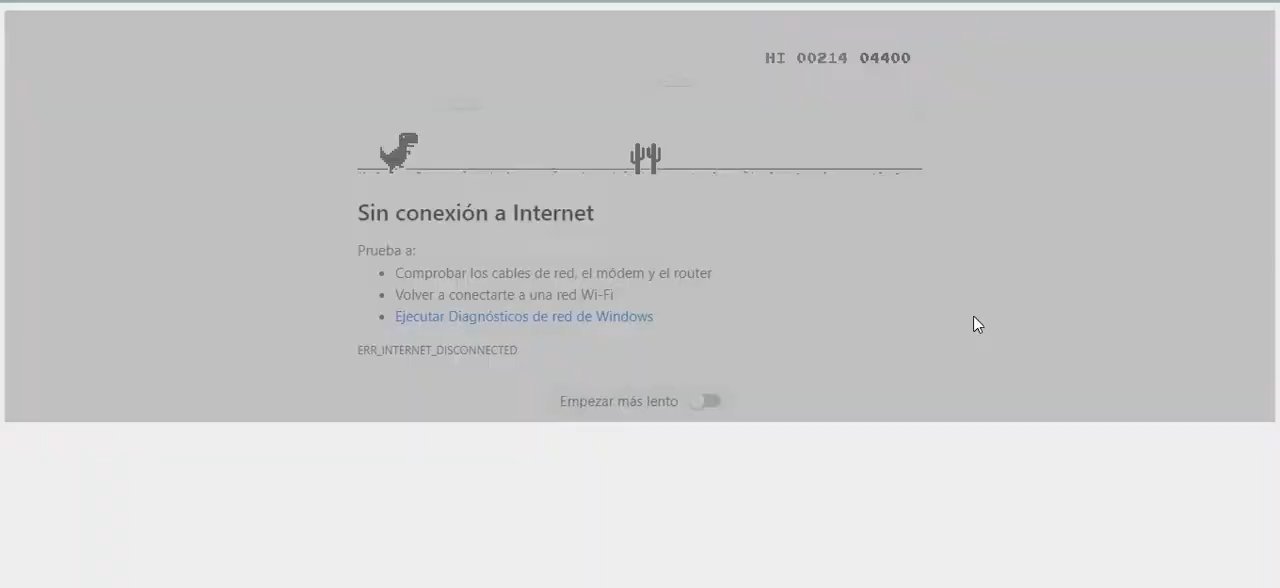 HI 00214 04400
Sin conexión a Internet
Prueba a:
Comprobar los cables de red, el módem y el router
Volver a conectarte a una red Wi-Fi
Ejecutar Diagnósticos de red de Windows
ERR_INTERNET_DISCONNECTED
Empezar más lento